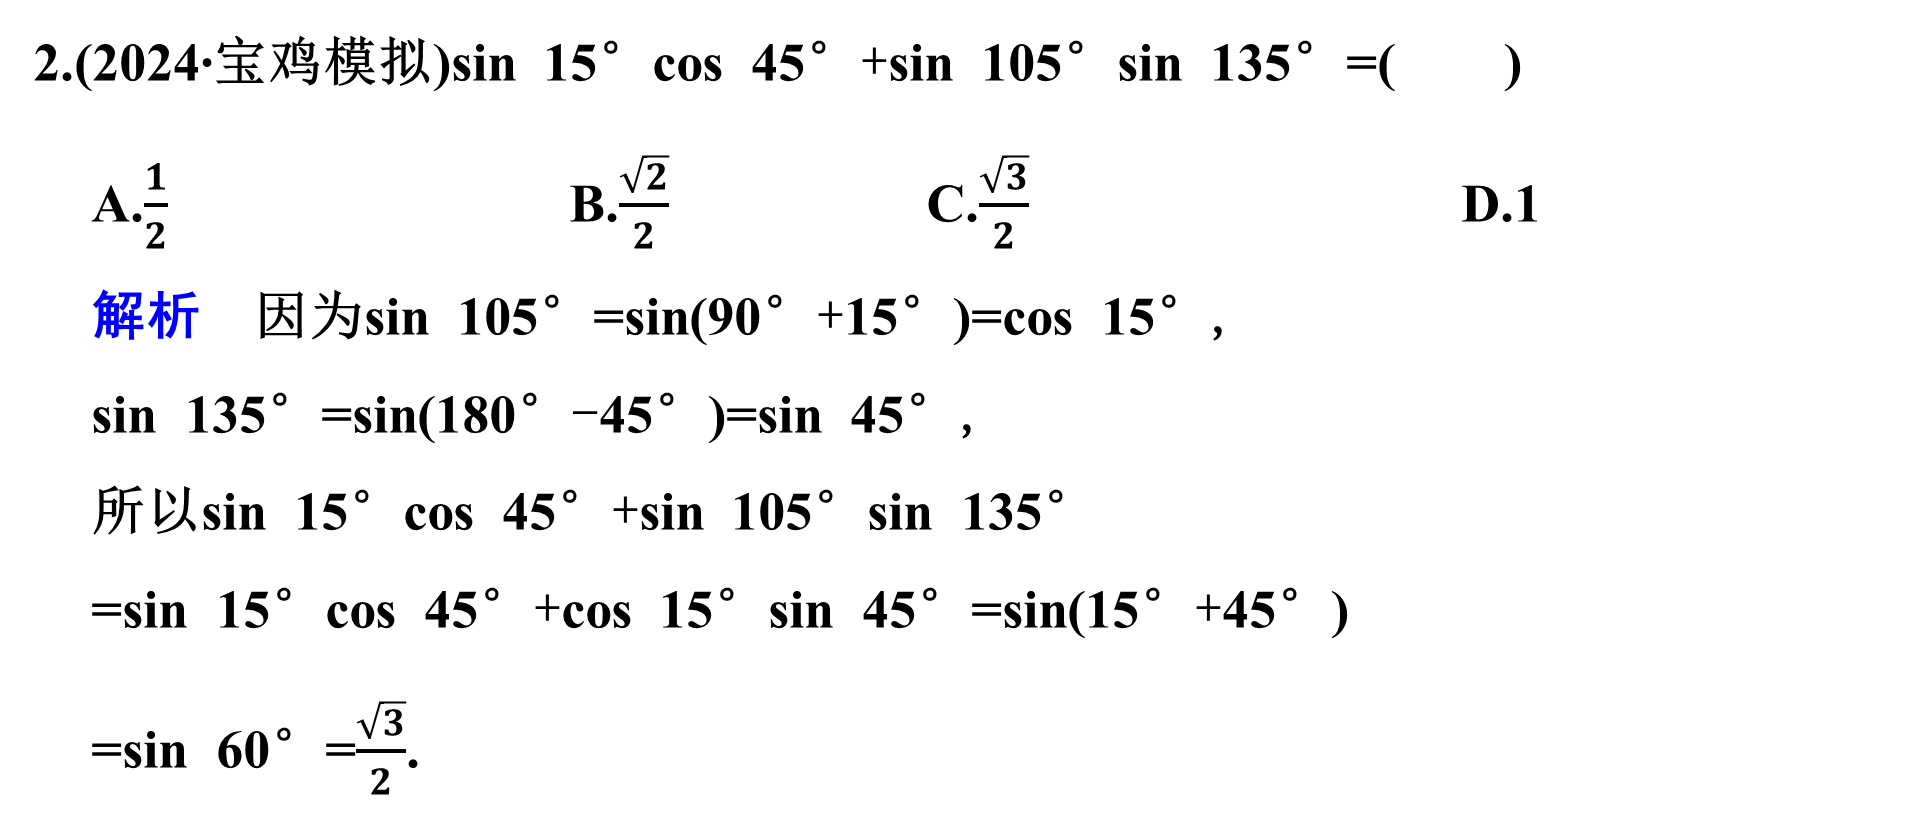 2.(2024·宝鸡模拟)sin 15° cos 45° +sin 105° sin 135° =(  )
A.1/2 B.√2/2 C.√3/2 D.1
解析 因为sin 105° =sin(90° +15° )=cos 15° ,
sin 135° =sin(180° −45° )=sin 45° ,
所以sin 15° cos 45° +sin 105° sin 135°
=sin 15° cos 45° +cos 15° sin 45° =sin(15° +45° )
=sin 60° =√3/2.